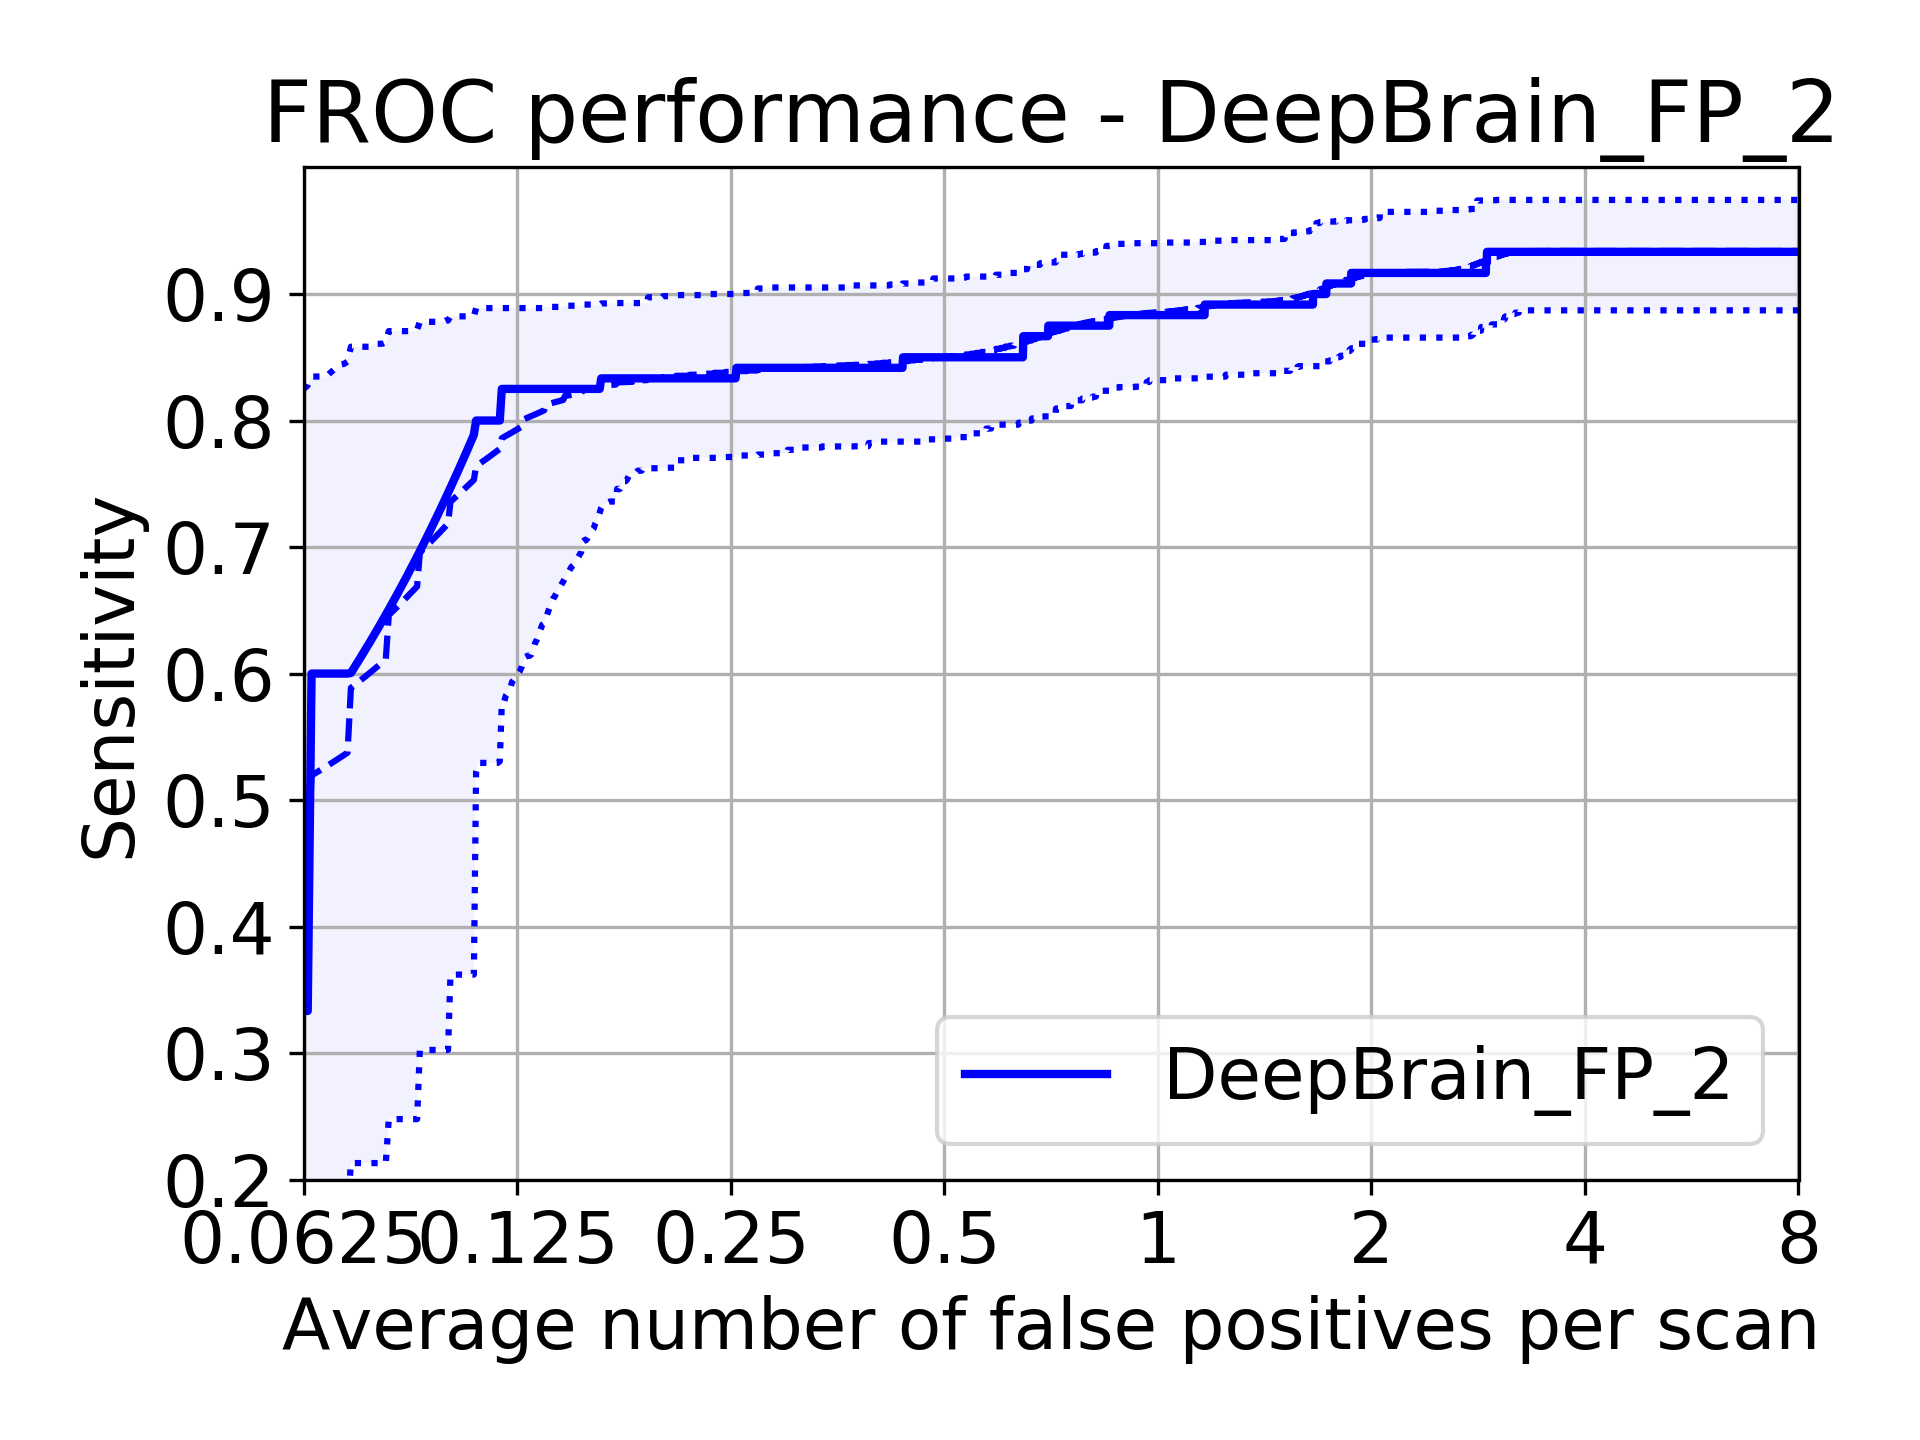 FROC performance - DeepBrain_FP_2
Sensitivity
0.9
0.8
0.7
0.6
0.5
0.4
0.3
0.2
DeepBrain_FP_2
0.0625 0.125 0.25 0.5 1 2 4 8
Average number of false positives per scan